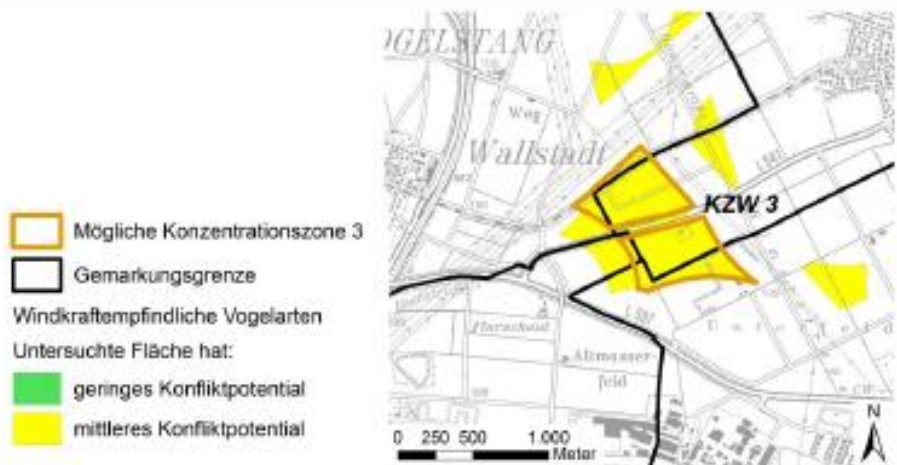 Mögliche Konzentrationszone 3
Gemarkungsgrenze
Windkraftempfindliche Vogelarten
Untersuchte Fläche hat:
geringes Konfliktpotential
mittleres Konfliktpotential
OGELSTANG
Weg
Wallstadt
KZW 3
0 250 500 1.000
Meter
N